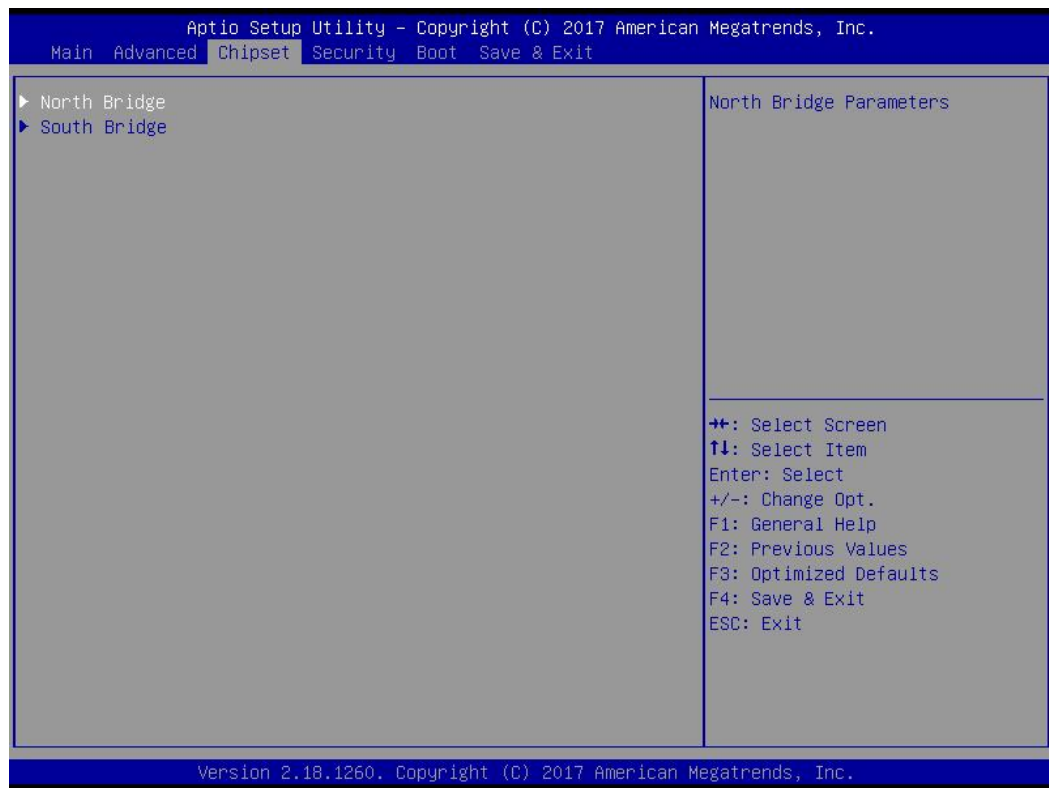 Aptio Setup Utility – Copyright (C) 2017 American Megatrends, Inc.
Main Advanced Chipset Security Boot Save & Exit
▶ North Bridge
▶ South Bridge
North Bridge Parameters
→←: Select Screen
↑↓: Select Item
Enter: Select
+/-: Change Opt.
F1: General Help
F2: Previous Values
F3: Optimized Defaults
F4: Save & Exit
ESC: Exit
Version 2.18.1260. Copyright (C) 2017 American Megatrends, Inc.